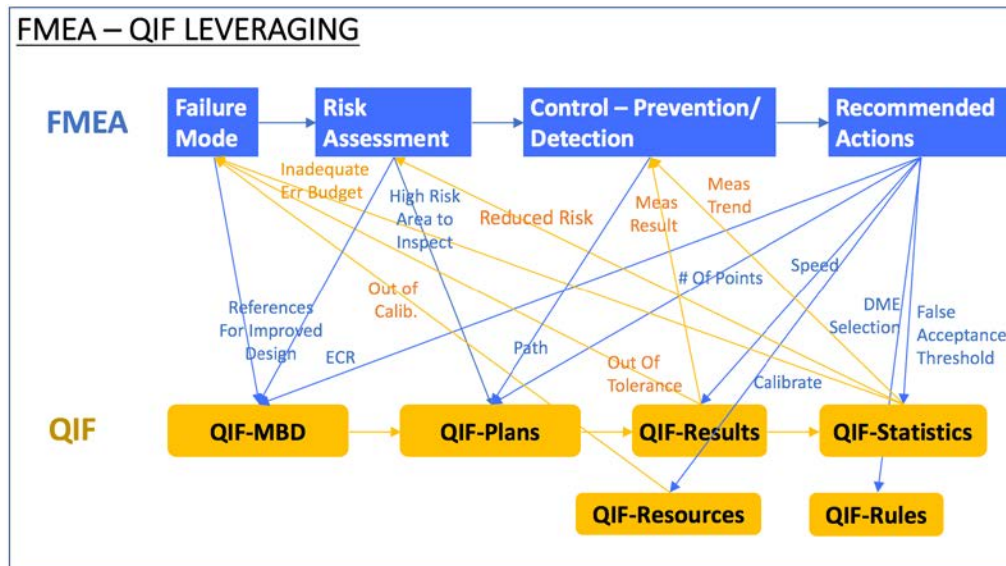 FMEA – QIF LEVERAGING
FMEA
Failure
Mode
Risk
Assessment
Control – Prevention/
Detection
Recommended
Actions
Inadequate
Err Budget
High Risk
Area to
Inspect
Reduced Risk
Meas
Result
Meas
Trend
# Of Points
Speed
Out of
Calib.
References
For Improved
Design
ECR
Path
Out Of
Tolerance
Calibrate
DME
Selection
False
Acceptance
Threshold
QIF
QIF-MBD
QIF-Plans
QIF-Results
QIF-Statistics
QIF-Resources
QIF-Rules